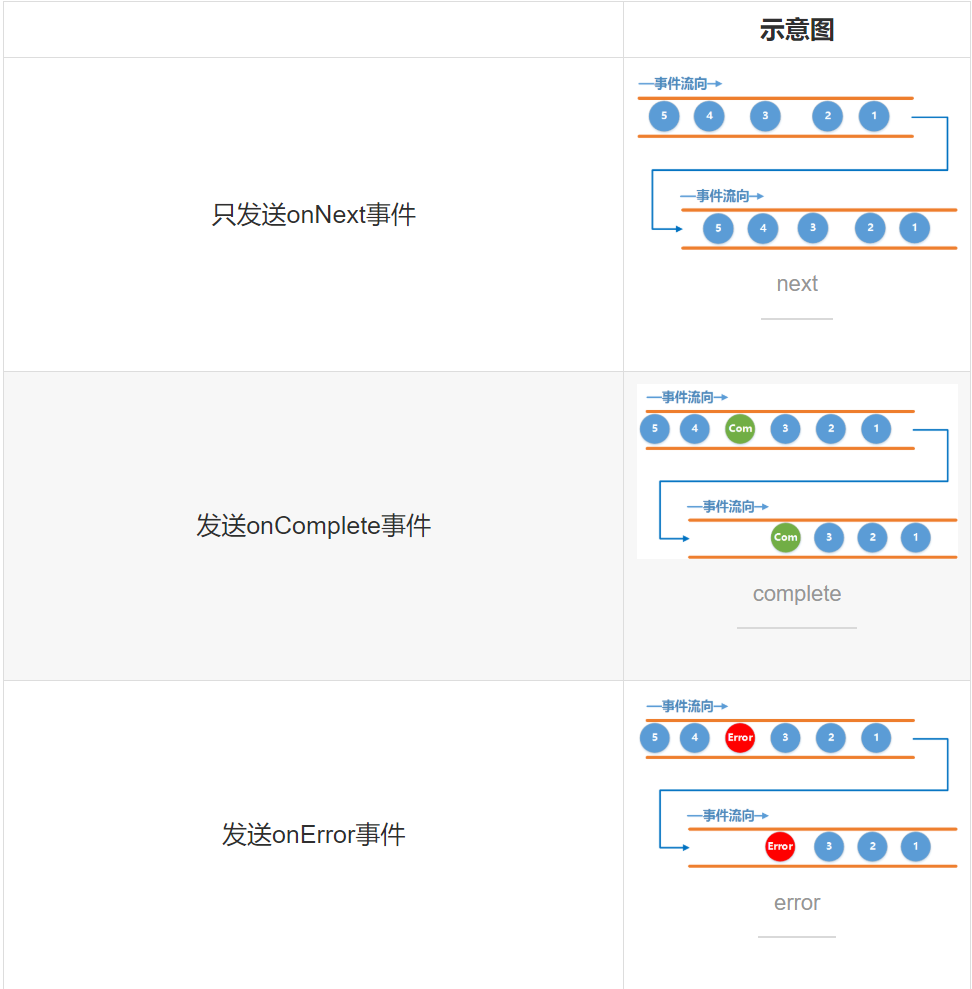 示意图
事件流向
5 4 3 2 1
只发送onNext事件
事件流向
5 4 3 2 1
next
事件流向
5 4 Com 3 2 1
发送onComplete事件
事件流向
Com 3 2 1
complete
事件流向
5 4 Error 3 2 1
发送onError事件
事件流向
Error 3 2 1
error